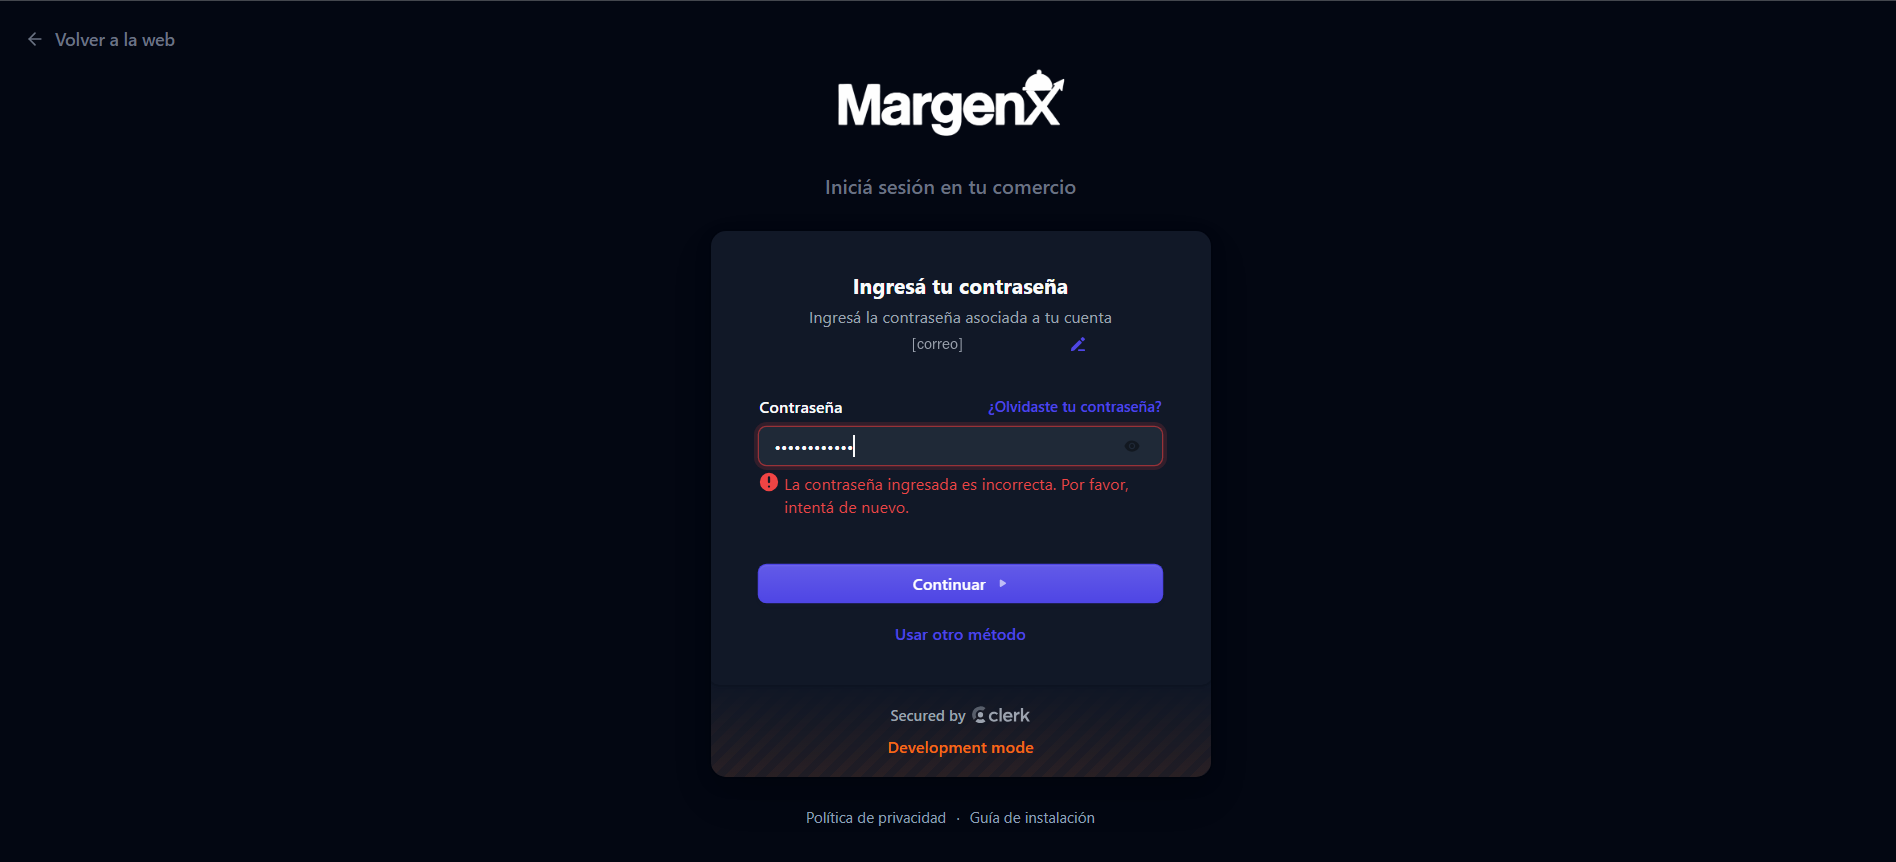 Volver a la web
MargenX
Iniciá sesión en tu comercio
Ingresá tu contraseña
Ingresá la contraseña asociada a tu cuenta
[correo]
Contraseña
¿Olvidaste tu contraseña?
••••••••••••
La contraseña ingresada es incorrecta. Por favor,
intentá de nuevo.
Continuar
Usar otro método
Secured by clerk
Development mode
Política de privacidad · Guía de instalación